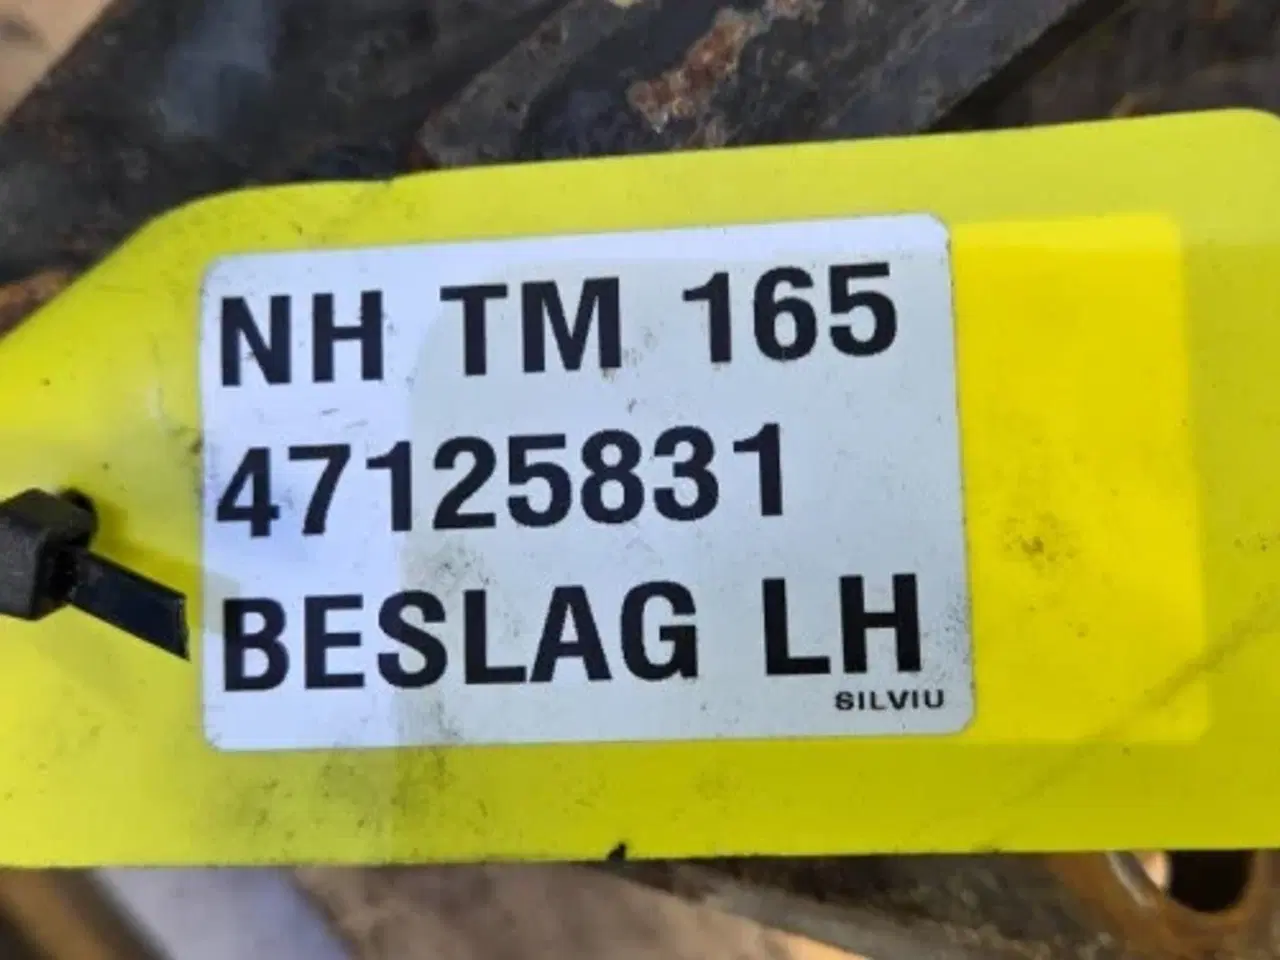 NH TM 165
47125831
BESLAG LH
SILVIU